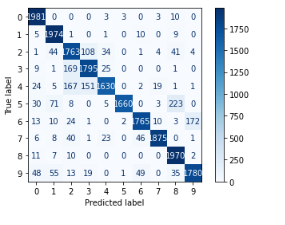 0 1981 0 0 0 3 3 0 3 10 0
1 5 1974 1 0 1 0 10 0 9 0
2 1 44 1763 108 34 0 1 4 41 4
3 9 1 169 1795 25 0 0 0 1 0
4 24 5 167 151 1630 0 2 19 1 1
5 30 71 8 0 5 1660 0 3 223 0
6 13 10 24 1 0 2 1765 10 3 172
7 6 8 40 1 23 0 46 1875 0 1
8 11 7 10 0 0 0 0 0 1970 2
9 48 55 13 19 0 1 49 0 35 1780
0 1 2 3 4 5 6 7 8 9
Predicted label
True label
1750
1500
1250
1000
750
500
250
0